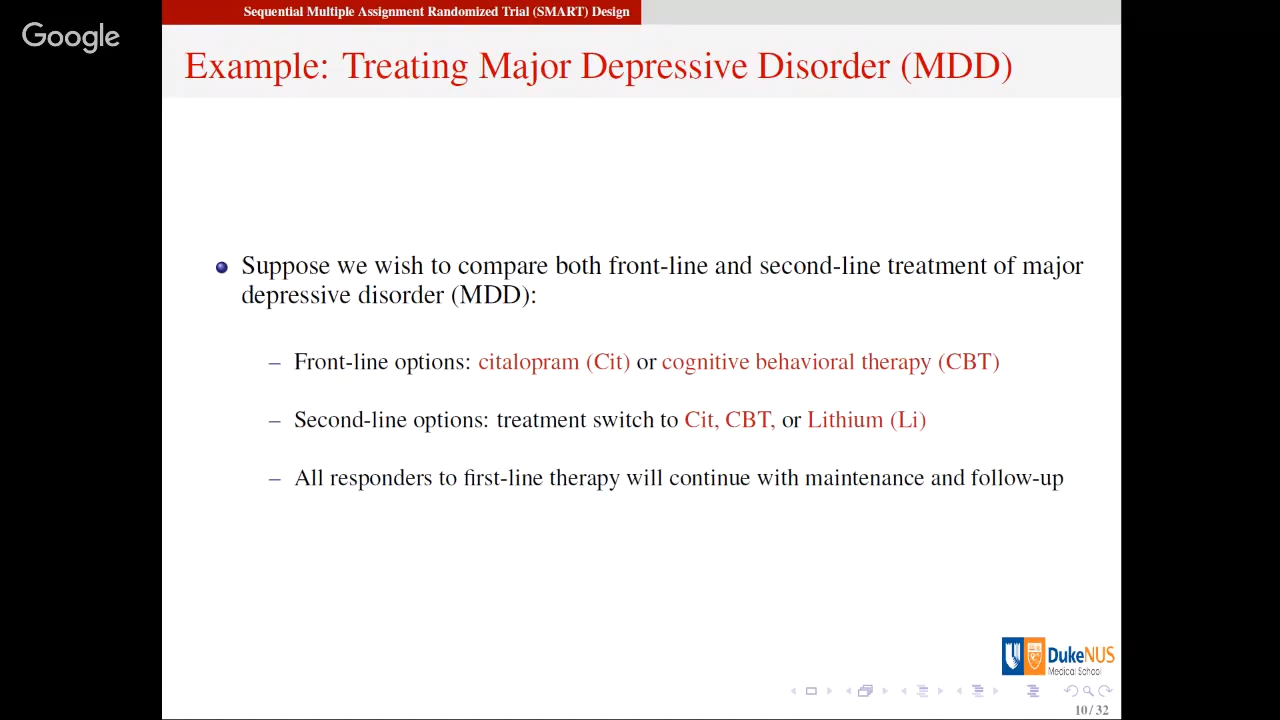 Sequential Multiple Assignment Randomized Trial (SMART) Design
Google
Example: Treating Major Depressive Disorder (MDD)
Suppose we wish to compare both front-line and second-line treatment of major
depressive disorder (MDD):
– Front-line options: citalopram (Cit) or cognitive behavioral therapy (CBT)
– Second-line options: treatment switch to Cit, CBT, or Lithium (Li)
– All responders to first-line therapy will continue with maintenance and follow-up
DukeNUS
Medical School
10 / 32